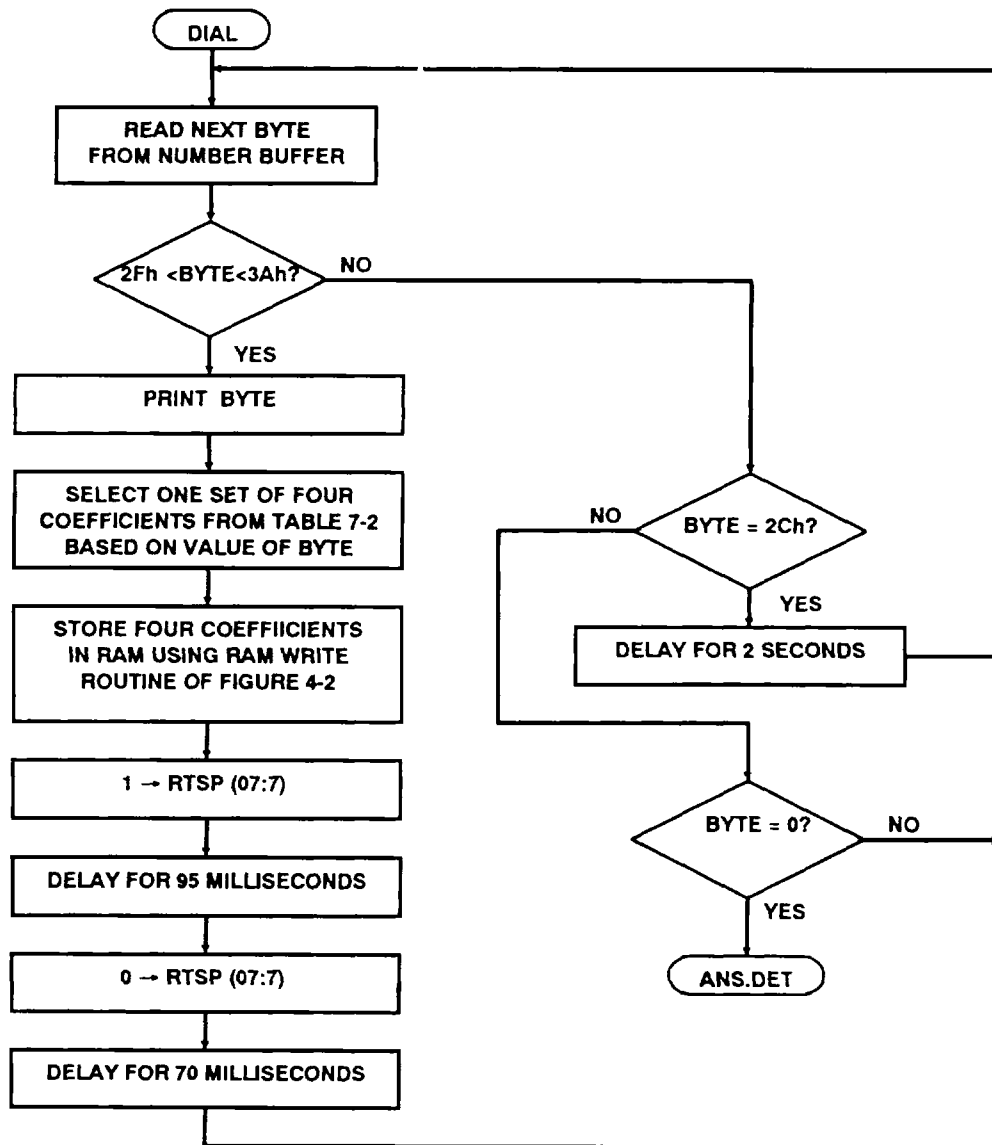 DIAL
READ NEXT BYTE
FROM NUMBER BUFFER
2Fh <BYTE<3Ah?
NO
YES
PRINT BYTE
SELECT ONE SET OF FOUR
COEFFICIENTS FROM TABLE 7-2
BASED ON VALUE OF BYTE
STORE FOUR COEFFIICIENTS
IN RAM USING RAM WRITE
ROUTINE OF FIGURE 4-2
1 → RTSP (07:7)
DELAY FOR 95 MILLISECONDS
0 → RTSP (07:7)
DELAY FOR 70 MILLISECONDS
BYTE = 2Ch?
NO
YES
DELAY FOR 2 SECONDS
BYTE = 0?
NO
YES
ANS.DET